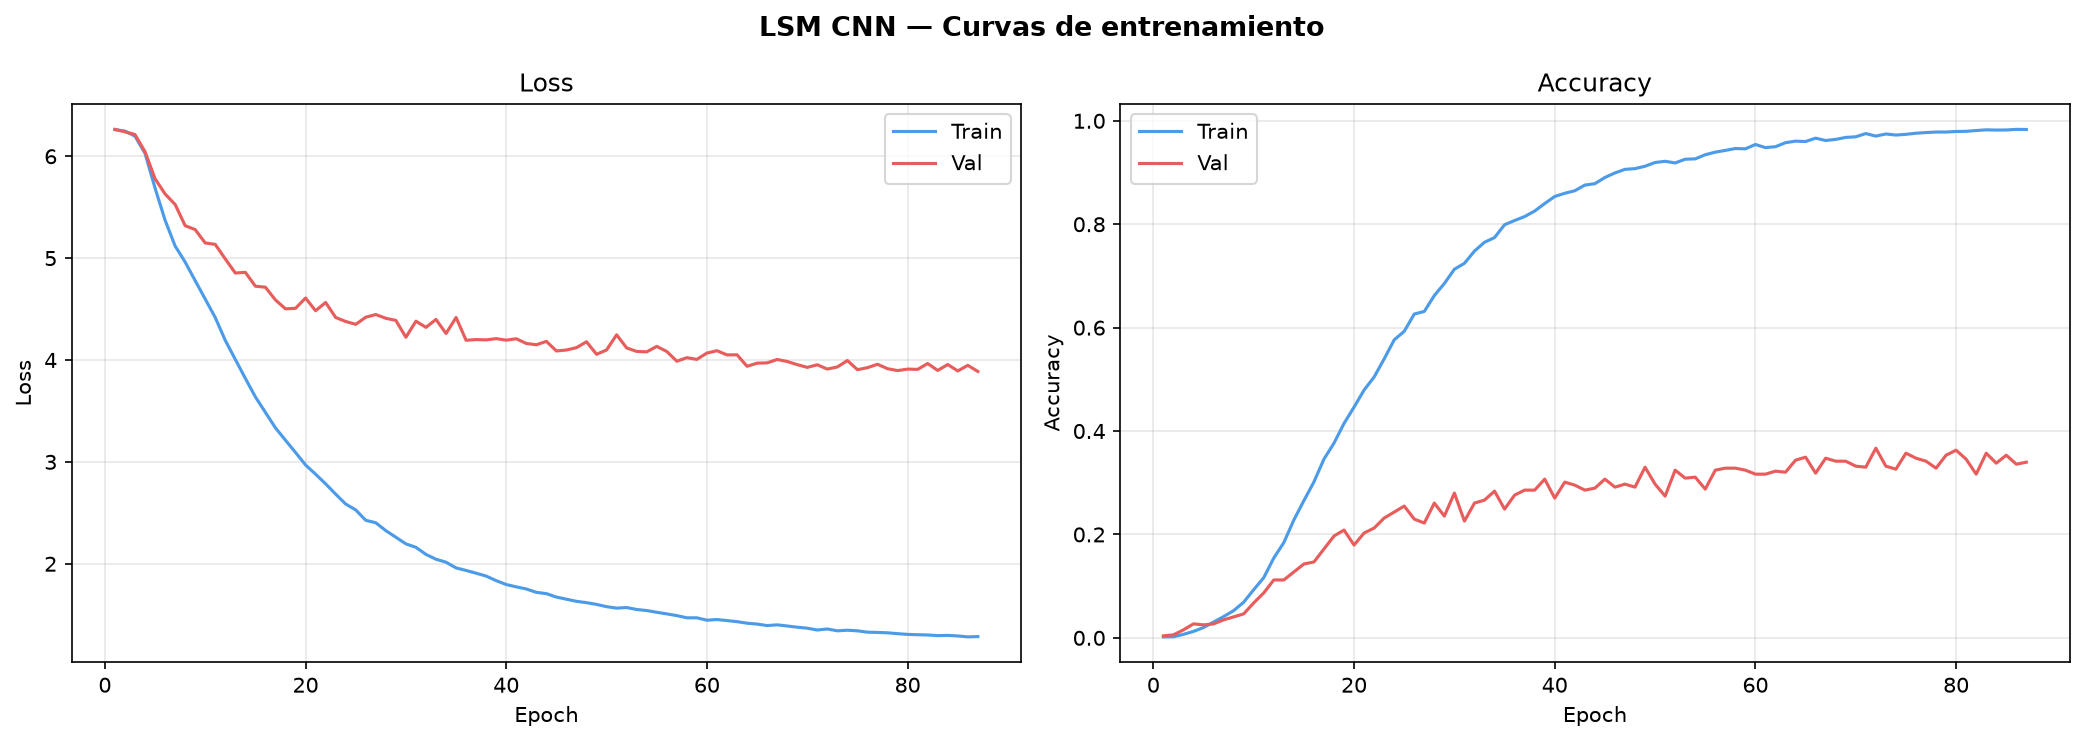 LSM CNN — Curvas de entrenamiento
Loss
Train
Val
6
5
4
3
2
Loss
0 20 40 60 80
Epoch
Accuracy
Train
Val
1.0
0.8
0.6
0.4
0.2
0.0
Accuracy
0 20 40 60 80
Epoch